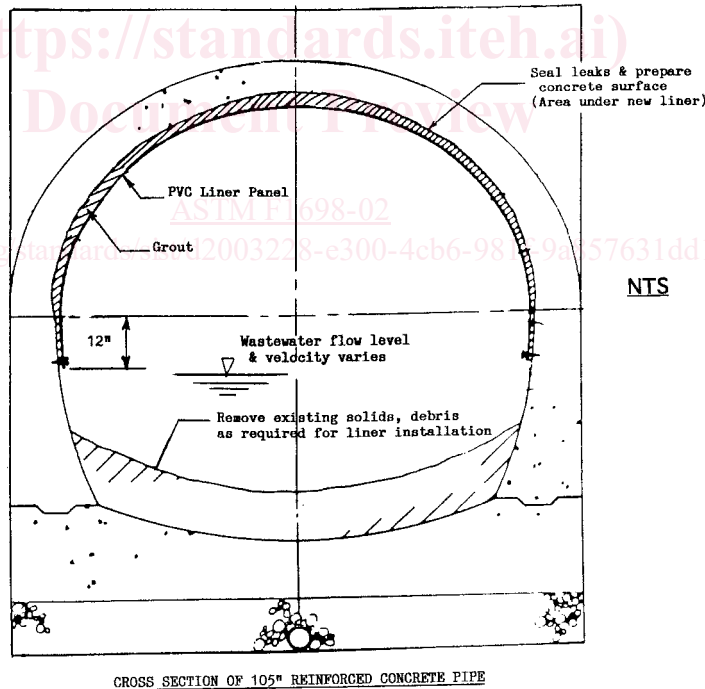 https://standards.iteh.ai)
Document Preview
Seal leaks & prepare
concrete surface
(Area under new liner)
PVC Liner Panel
ASTM F1698-02
Grout
NTS
12"
Wastewater flow level
& velocity varies
Remove existing solids, debris
as required for liner installation
CROSS SECTION OF 105" REINFORCED CONCRETE PIPE